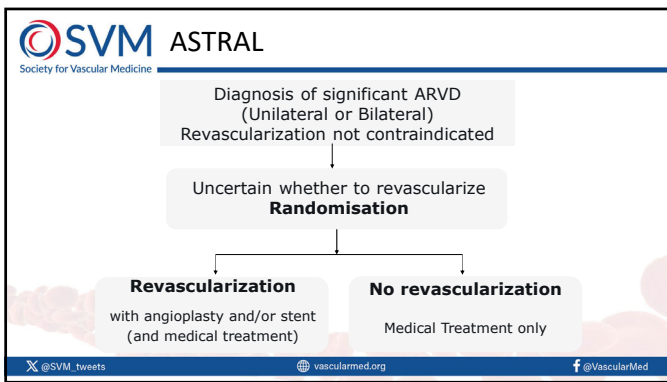 SVM
Society for Vascular Medicine
ASTRAL
Diagnosis of significant ARVD
(Unilateral or Bilateral)
Revascularization not contraindicated
Uncertain whether to revascularize
Randomisation
Revascularization
with angioplasty and/or stent
(and medical treatment)
No revascularization
Medical Treatment only
@SVM_tweets
vascularmed.org
@VascularMed